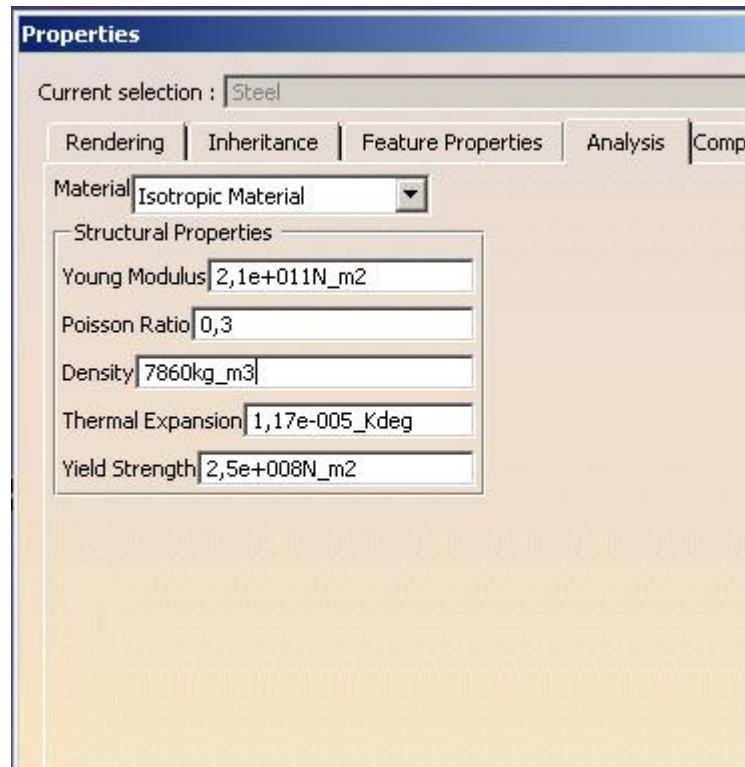 Properties
Current selection : Steel
Rendering Inheritance Feature Properties Analysis Comp
Material Isotropic Material
Structural Properties
Young Modulus 2,1e+011N_m2
Poisson Ratio 0,3
Density 7860kg_m3
Thermal Expansion 1,17e-005_Kdeg
Yield Strength 2,5e+008N_m2